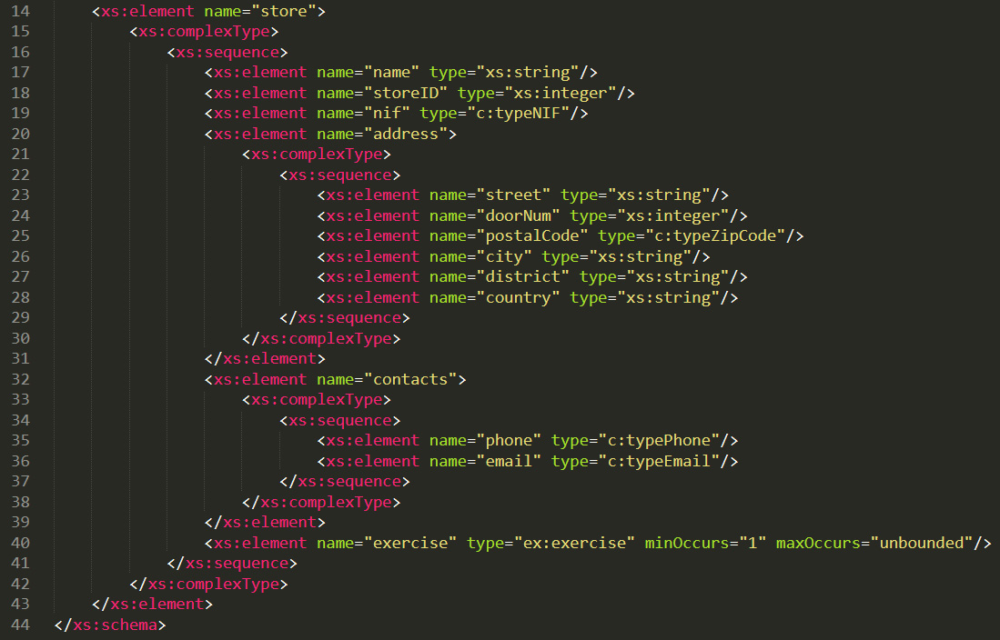 14 <xs:element name="store">
15 <xs:complexType>
16 <xs:sequence>
17 <xs:element name="name" type="xs:string"/>
18 <xs:element name="storeID" type="xs:integer"/>
19 <xs:element name="nif" type="c:typeNIF"/>
20 <xs:element name="address">
21 <xs:complexType>
22 <xs:sequence>
23 <xs:element name="street" type="xs:string"/>
24 <xs:element name="doorNum" type="xs:integer"/>
25 <xs:element name="postalCode" type="c:typeZipCode"/>
26 <xs:element name="city" type="xs:string"/>
27 <xs:element name="district" type="xs:string"/>
28 <xs:element name="country" type="xs:string"/>
29 </xs:sequence>
30 </xs:complexType>
31 </xs:element>
32 <xs:element name="contacts">
33 <xs:complexType>
34 <xs:sequence>
35 <xs:element name="phone" type="c:typePhone"/>
36 <xs:element name="email" type="c:typeEmail"/>
37 </xs:sequence>
38 </xs:complexType>
39 </xs:element>
40 <xs:element name="exercise" type="ex:exercise" minOccurs="1" maxOccurs="unbounded"/>
41 </xs:sequence>
42 </xs:complexType>
43 </xs:element>
44 </xs:schema>